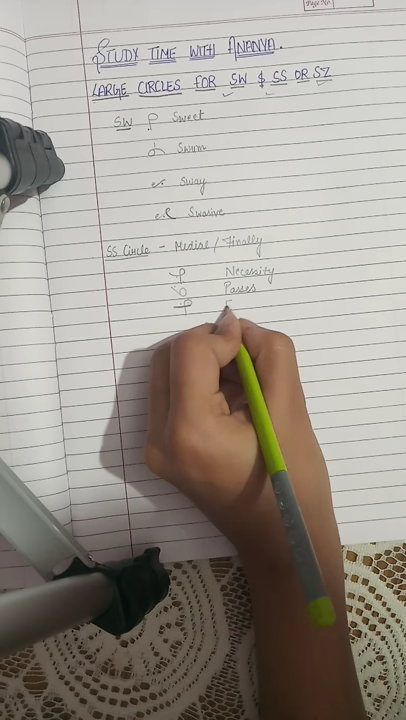 Page No.
STUDY TIME WITH ANANYA.
LARGE CIRCLES FOR SW & SS OR SZ
SW Sweet
Swum
Sway
Suasive
SS Circle - Medial / Finally
Necessity
Passes